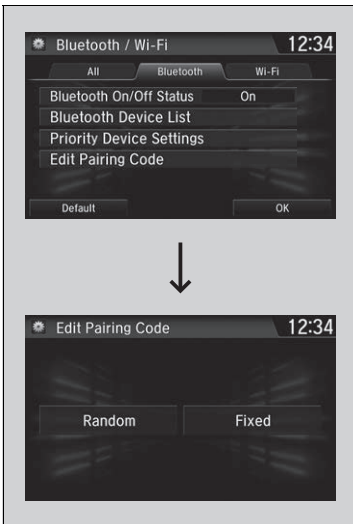 Bluetooth / Wi-Fi 12:34
All Bluetooth Wi-Fi
Bluetooth On/Off Status On
Bluetooth Device List
Priority Device Settings
Edit Pairing Code
Default OK
Edit Pairing Code 12:34
Random Fixed